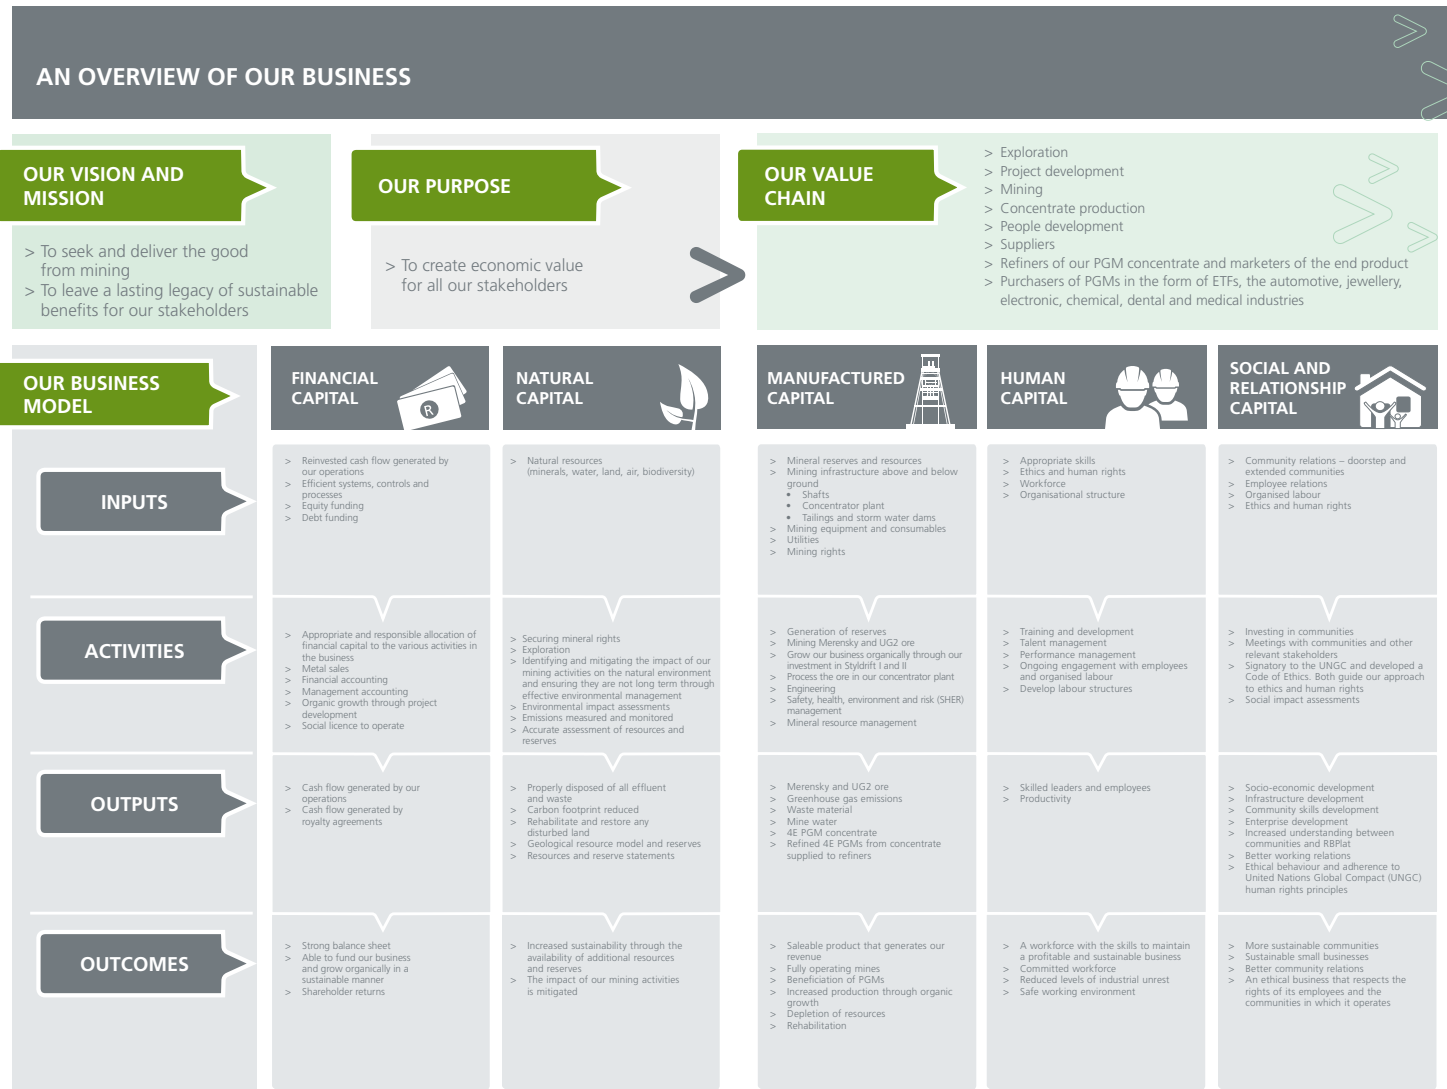 AN OVERVIEW OF OUR BUSINESS
OUR VISION AND
MISSION
> To seek and deliver the good
from mining
> To leave a lasting legacy of sustainable
benefits for our stakeholders
OUR PURPOSE
> To create economic value
for all our stakeholders
OUR VALUE
CHAIN
> Exploration
> Project development
> Mining
> Concentrate production
> People development
> Suppliers
> Refiners of our PGM concentrate and marketers of the end product
> Purchasers of PGMs in the form of ETFs, the automotive, jewellery,
electronic, chemical, dental and medical industries
OUR BUSINESS
MODEL
FINANCIAL
CAPITAL
R
NATURAL
CAPITAL
MANUFACTURED
CAPITAL
HUMAN
CAPITAL
SOCIAL AND
RELATIONSHIP
CAPITAL
INPUTS
> Reinvested cash flow generated by
our operations
> Efficient systems, controls and
processes
> Equity funding
> Debt funding
> Natural resources
(minerals, water, land, air, biodiversity)
> Mineral reserves and resources
> Mining infrastructure above and below
ground
• Shafts
• Concentrator plant
• Tailings and storm water dams
> Mining equipment and consumables
> Utilities
> Mining rights
> Appropriate skills
> Ethics and human rights
> Workforce
> Organisational structure
> Community relations – doorstep and
extended communities
> Employee relations
> Organised labour
> Ethics and human rights
ACTIVITIES
> Appropriate and responsible allocation of
financial capital to the various activities in
the business
> Metal sales
> Financial accounting
> Management accounting
> Organic growth through project
development
> Social licence to operate
> Securing mineral rights
> Exploration
> Identifying and mitigating the impact of our
mining activities on the natural environment
and ensuring they are not long term through
effective environmental management
> Environmental impact assessments
> Emissions measured and monitored
> Accurate assessment of resources and
reserves
> Generation of reserves
> Mining Merensky and UG2 ore
> Grow our business organically through our
investment in Styldrift I and II
> Process the ore in our concentrator plant
> Engineering
> Safety, health, environment and risk (SHER)
management
> Mineral resource management
> Training and development
> Talent management
> Performance management
> Ongoing engagement with employees
and organised labour
> Develop labour structures
> Investing in communities
> Meetings with communities and other
relevant stakeholders
> Signatory to the UNGC and developed a
Code of Ethics. Both guide our approach
to ethics and human rights
> Social impact assessments
OUTPUTS
> Cash flow generated by our
operations
> Cash flow generated by
royalty agreements
> Properly disposed of all effluent
and waste
> Carbon footprint reduced
> Rehabilitate and restore any
disturbed land
> Geological resource model and reserves
> Resources and reserve statements
> Merensky and UG2 ore
> Greenhouse gas emissions
> Waste material
> Mine water
> 4E PGM concentrate
> Refined 4E PGMs from concentrate
supplied to refiners
> Skilled leaders and employees
> Productivity
> Socio-economic development
> Infrastructure development
> Community skills development
> Enterprise development
> Increased understanding between
communities and RBPlat
> Better working relations
> Ethical behaviour and adherence to
United Nations Global Compact (UNGC)
human rights principles
OUTCOMES
> Strong balance sheet
> Able to fund our business
and grow organically in a
sustainable manner
> Shareholder returns
> Increased sustainability through the
availability of additional resources
and reserves
> The impact of our mining activities
is mitigated
> Saleable product that generates our
revenue
> Fully operating mines
> Beneficiation of PGMs
> Increased production through organic
growth
> Depletion of resources
> Rehabilitation
> A workforce with the skills to maintain
a profitable and sustainable business
> Committed workforce
> Reduced levels of industrial unrest
> Safe working environment
> More sustainable communities
> Sustainable small businesses
> Better community relations
> An ethical business that respects the
rights of its employees and the
communities in which it operates